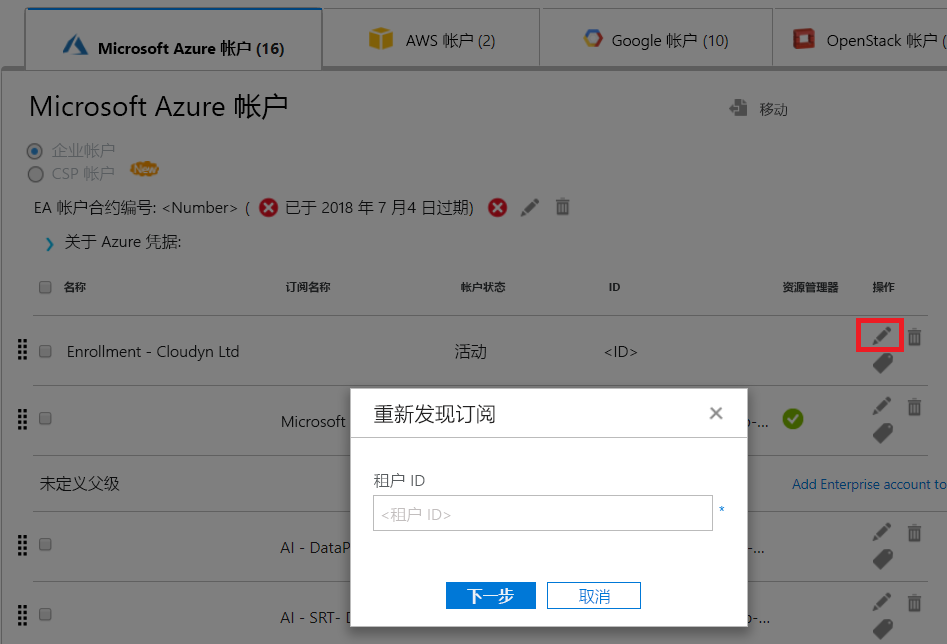 Microsoft Azure 帐户 (16)
AWS 帐户 (2)
Google 帐户 (10)
OpenStack 帐户 (
Microsoft Azure 帐户
移动
企业帐户
CSP 帐户
New
EA 帐户合约编号: <Number> ( 已于 2018 年 7月4 日过期)
关于 Azure 凭据:
名称 订阅名称 帐户状态 ID 资源管理器 操作
Enrollment - Cloudyn Ltd 活动 <ID>
重新发现订阅
Microsoft
租户 ID
未定义父级
Add Enterprise account to
<租户 ID>
*
AI - DataP
下一步
取消
AI - SRT-